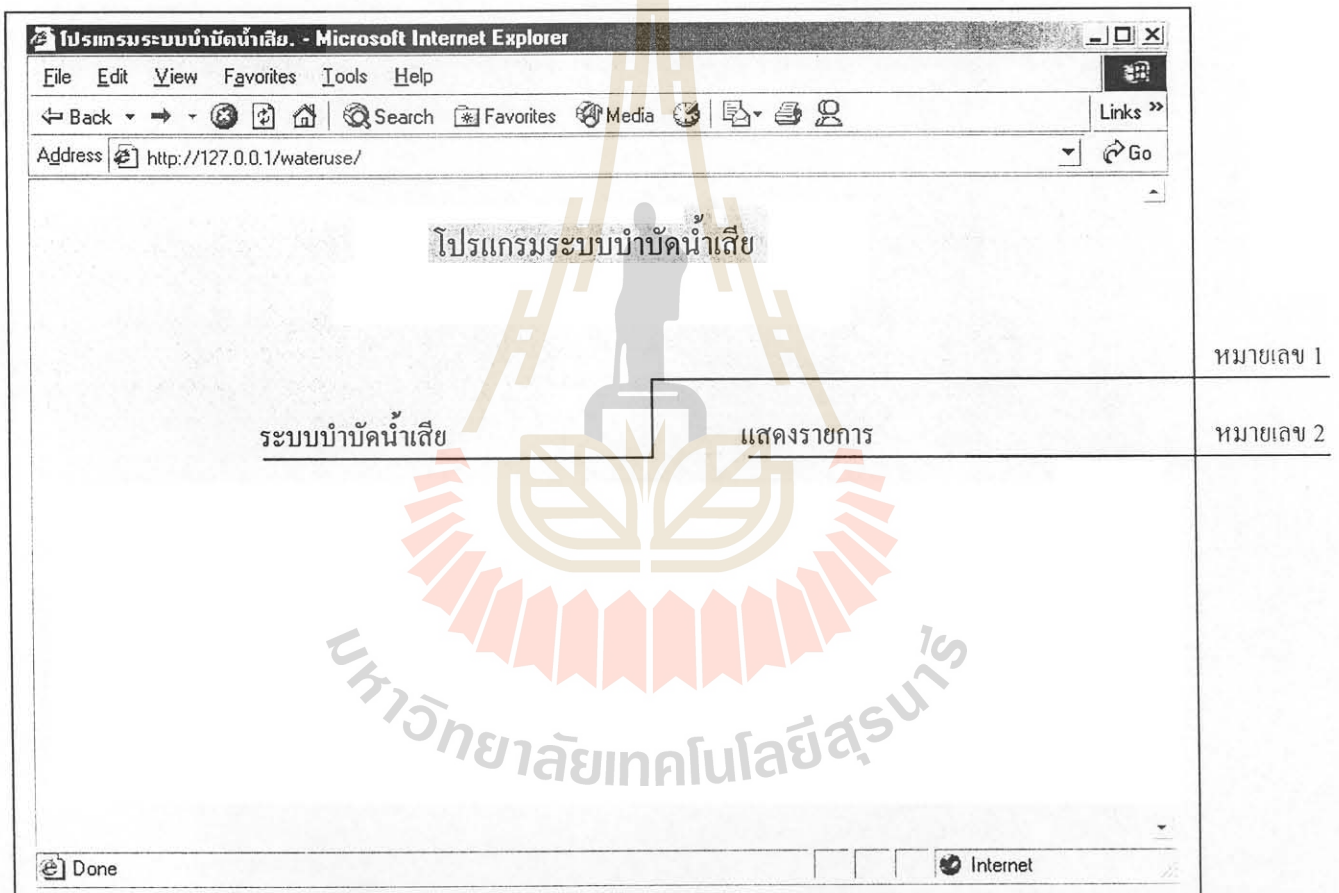 โปรแกรมระบบบำบัดน้ำเสีย. - Microsoft Internet Explorer
File Edit View Favorites Tools Help
Back Search Favorites Media Links »
Address http://127.0.0.1/wateruse/ Go
โปรแกรมระบบบำบัดน้ำเสีย
หมายเลข 1
ระบบบำบัดน้ำเสีย แสดงรายการ หมายเลข 2
มหาวิทยาลัยเทคโนโลยีสุรนารี
Done Internet